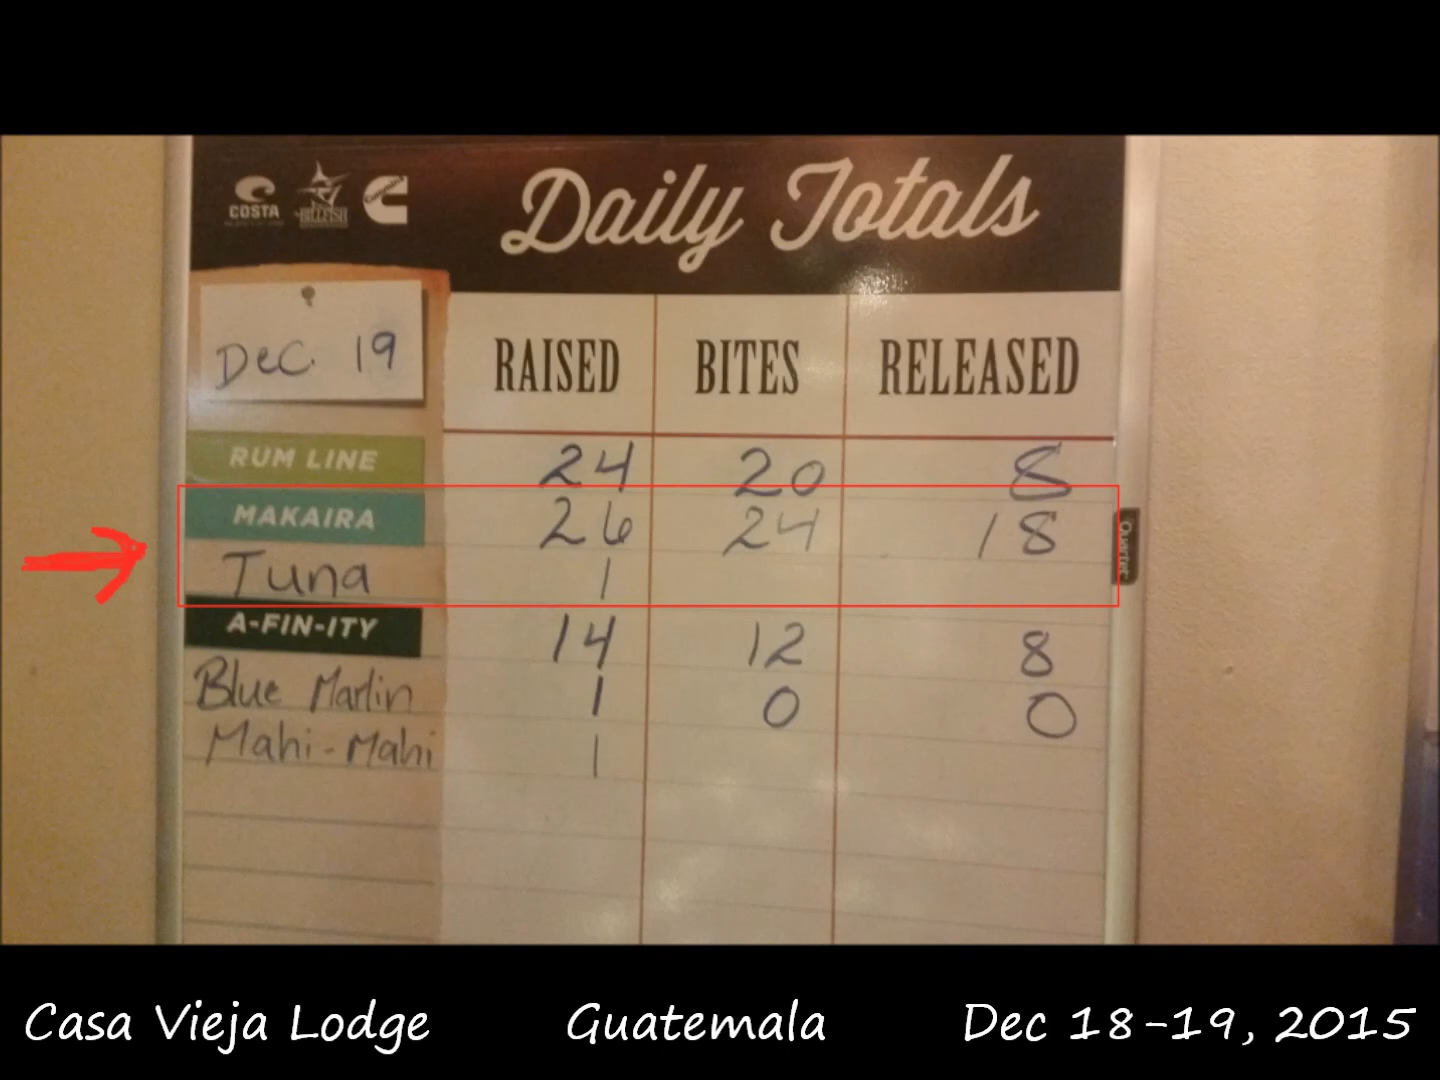 COSTA BILLFISH Daily Totals
Dec. 19 RAISED BITES RELEASED
RUM LINE 24 20 8
MAKAIRA 26 24 18
Tuna 1
A-FIN-ITY 14 12 8
Blue Marlin 1 0 0
Mahi-Mahi 1
Quartet
Casa Vieja Lodge Guatemala Dec 18-19, 2015